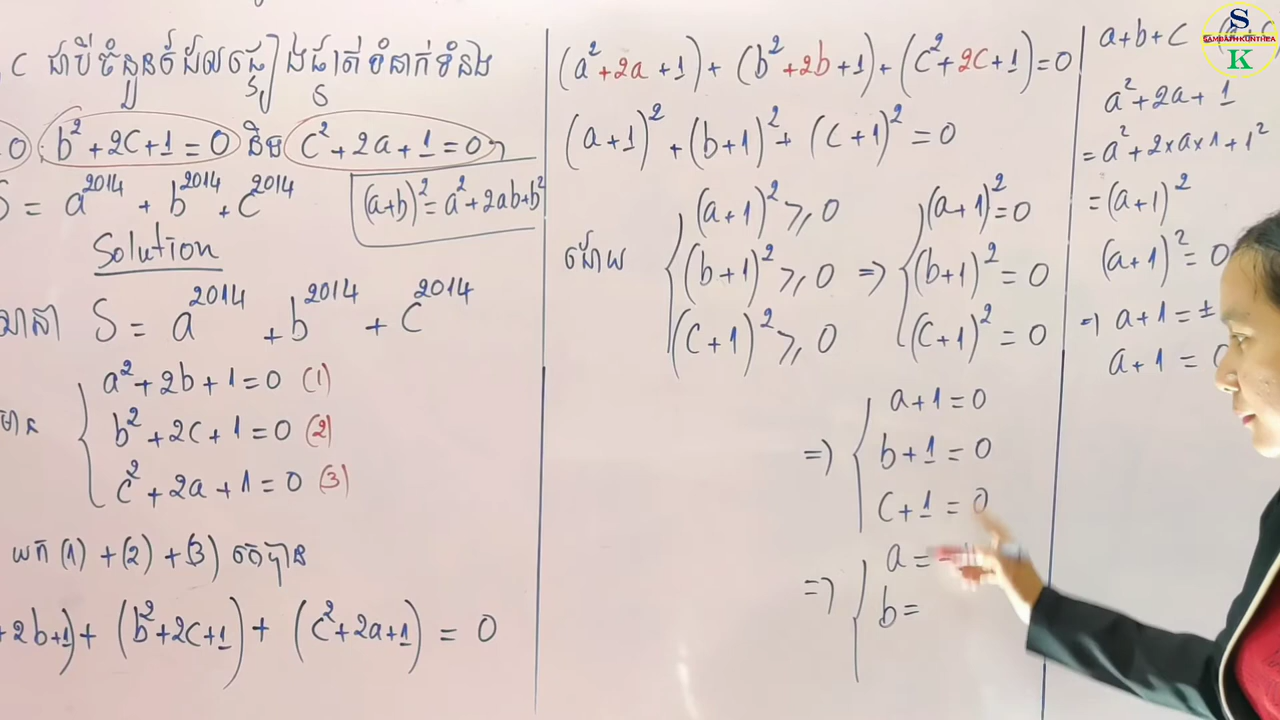 C ជាបីចំនួនពិតដែលផ្ទៀងផ្ទាត់ទំនាក់ទំនង
0, b²+2c+1=0 និង c²+2a+1=0
S = a²⁰¹⁴ + b²⁰¹⁴ + c²⁰¹⁴
(a+b)² = a²+2ab+b²
Solution
S = a²⁰¹⁴ + b²⁰¹⁴ + c²⁰¹⁴
a²+2b+1=0 (1)
មាន
b²+2c+1=0 (2)
c²+2a+1=0 (3)
យក (1)+(2)+(3) គេបាន
+2b+1)+(b²+2c+1)+(c²+2a+1)=0
(a²+2a+1)+(b²+2b+1)+(c²+2c+1)=0
(a+1)²+(b+1)²+(c+1)²=0
ដោយ
(a+1)²≥0
(b+1)²≥0 ⇒
(c+1)²≥0
(a+1)²=0
(b+1)²=0
(c+1)²=0
a+1=0
⇒ b+1=0
c+1=0
⇒ a=-1
b=
a+b+c
a²+2a+1
=a²+2×a×1+1²
=(a+1)²
(a+1)²=0
⇒ a+1=±
a+1=0
S
SAMBATH KUNTHEA
K